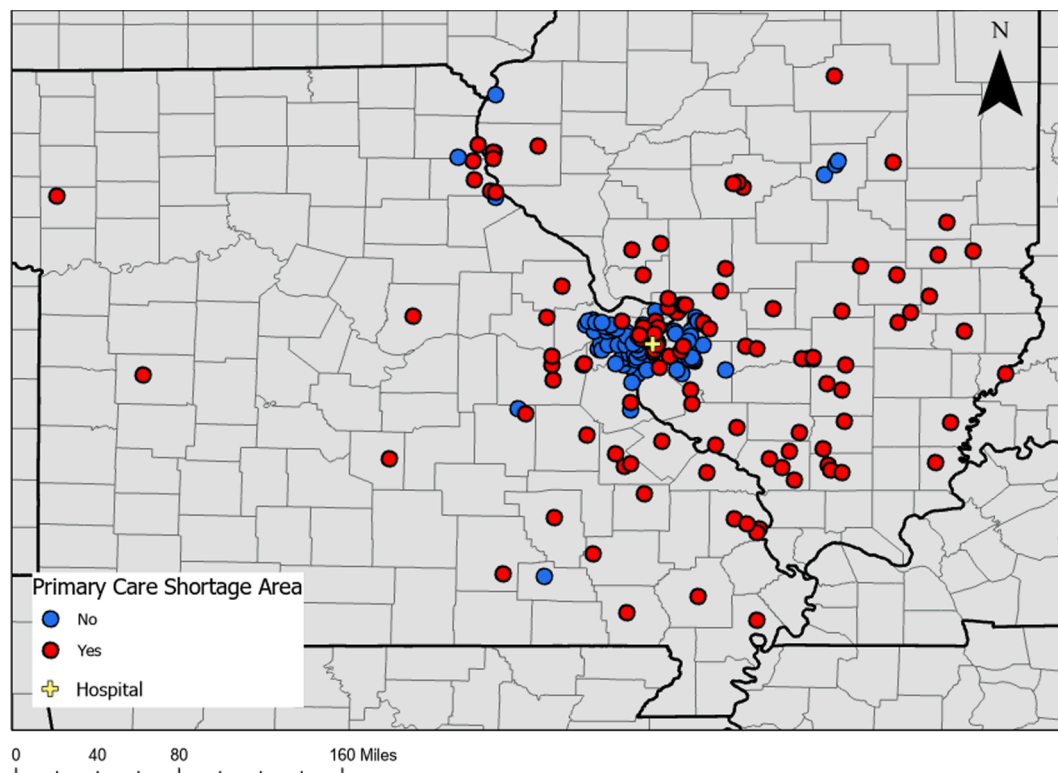 N
Primary Care Shortage Area
No
Yes
Hospital
0 40 80 160 Miles